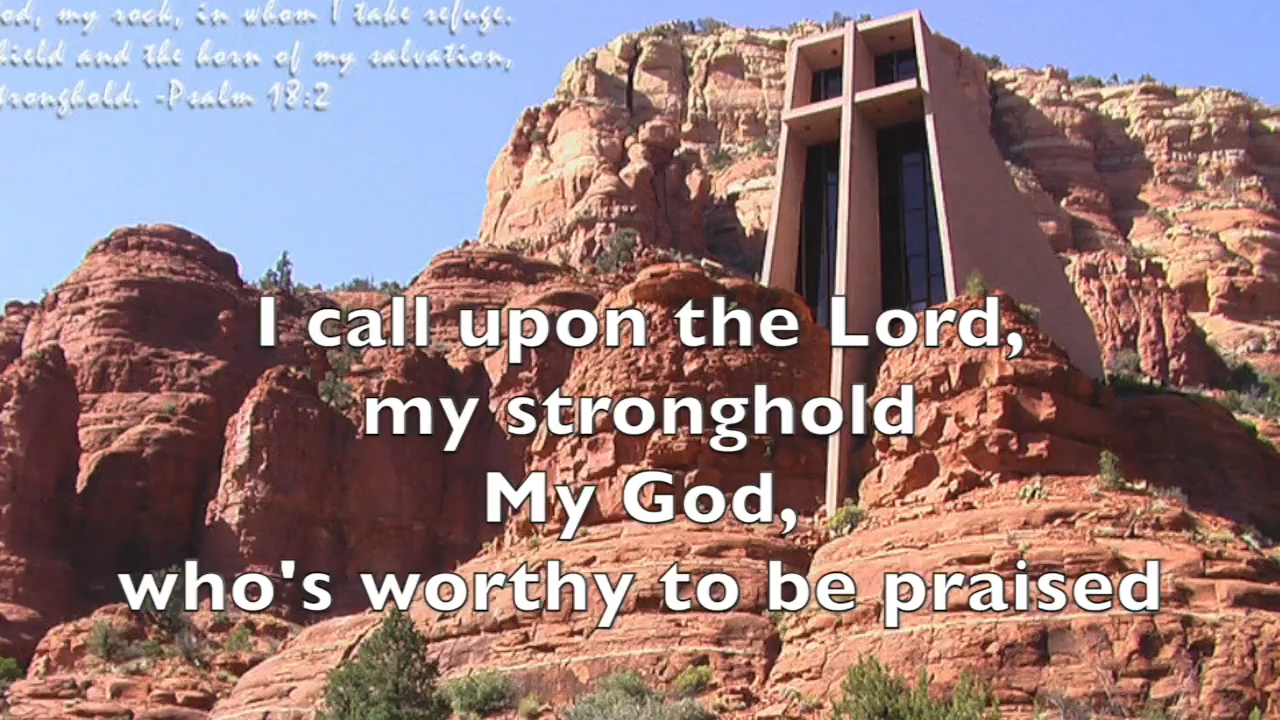 my rock, in whom I take refuge.
and the horn of my salvation,
-Psalm 18:2
I call upon the Lord,
my stronghold
My God,
who's worthy to be praised